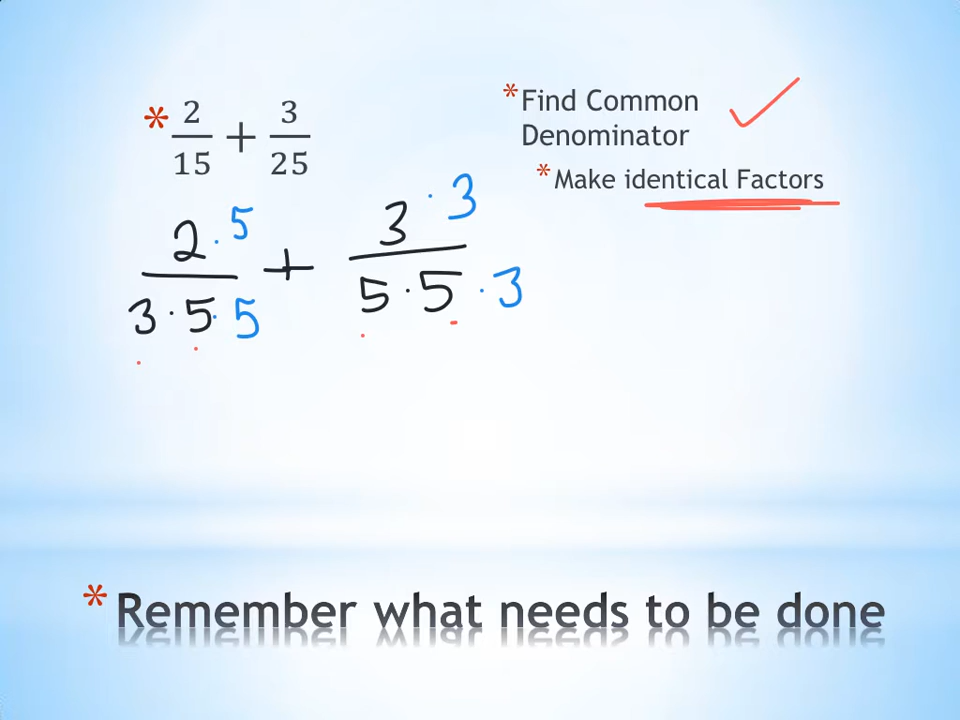 * 2/15 + 3/25
* Find Common
Denominator
* Make identical Factors
2 · 5 / 3 · 5 · 5 + 3 · 3 / 5 · 5 · 3
* Remember what needs to be done